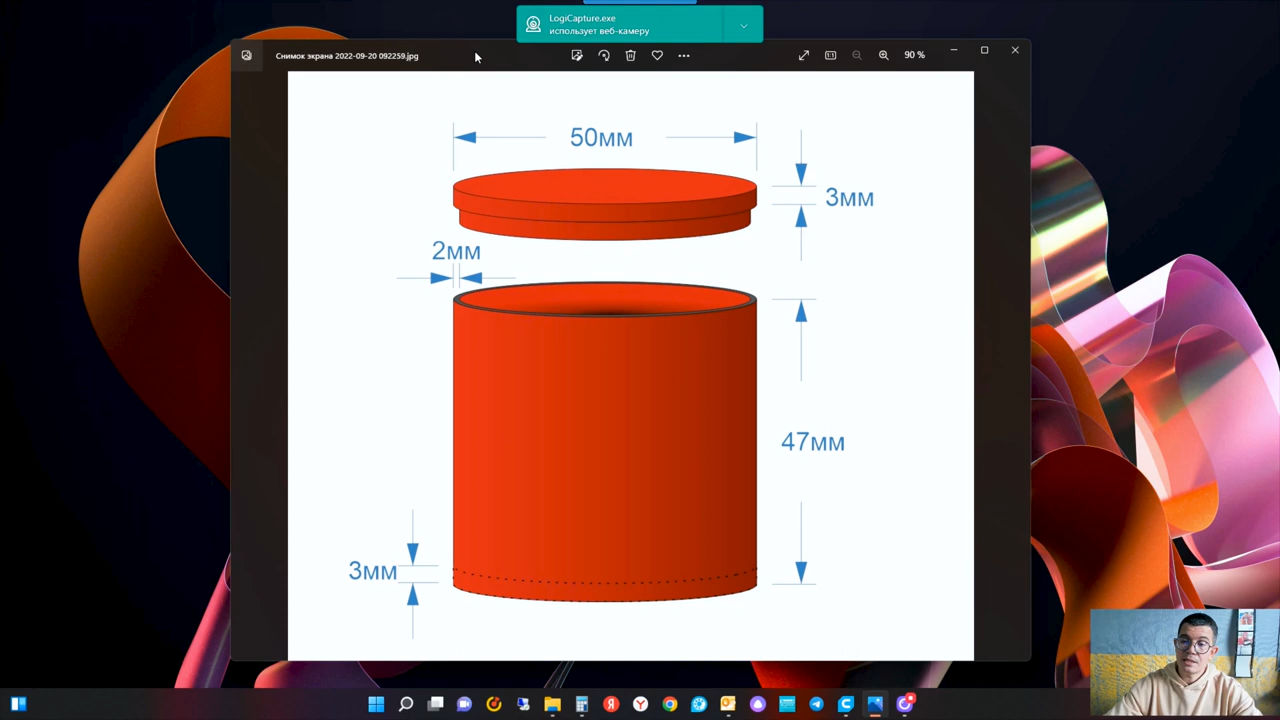 LogiCapture.exe
использует веб-камеру
Снимок экрана 2022-09-20 092259.jpg
90 %
50мм
3мм
2мм
47мм
3мм